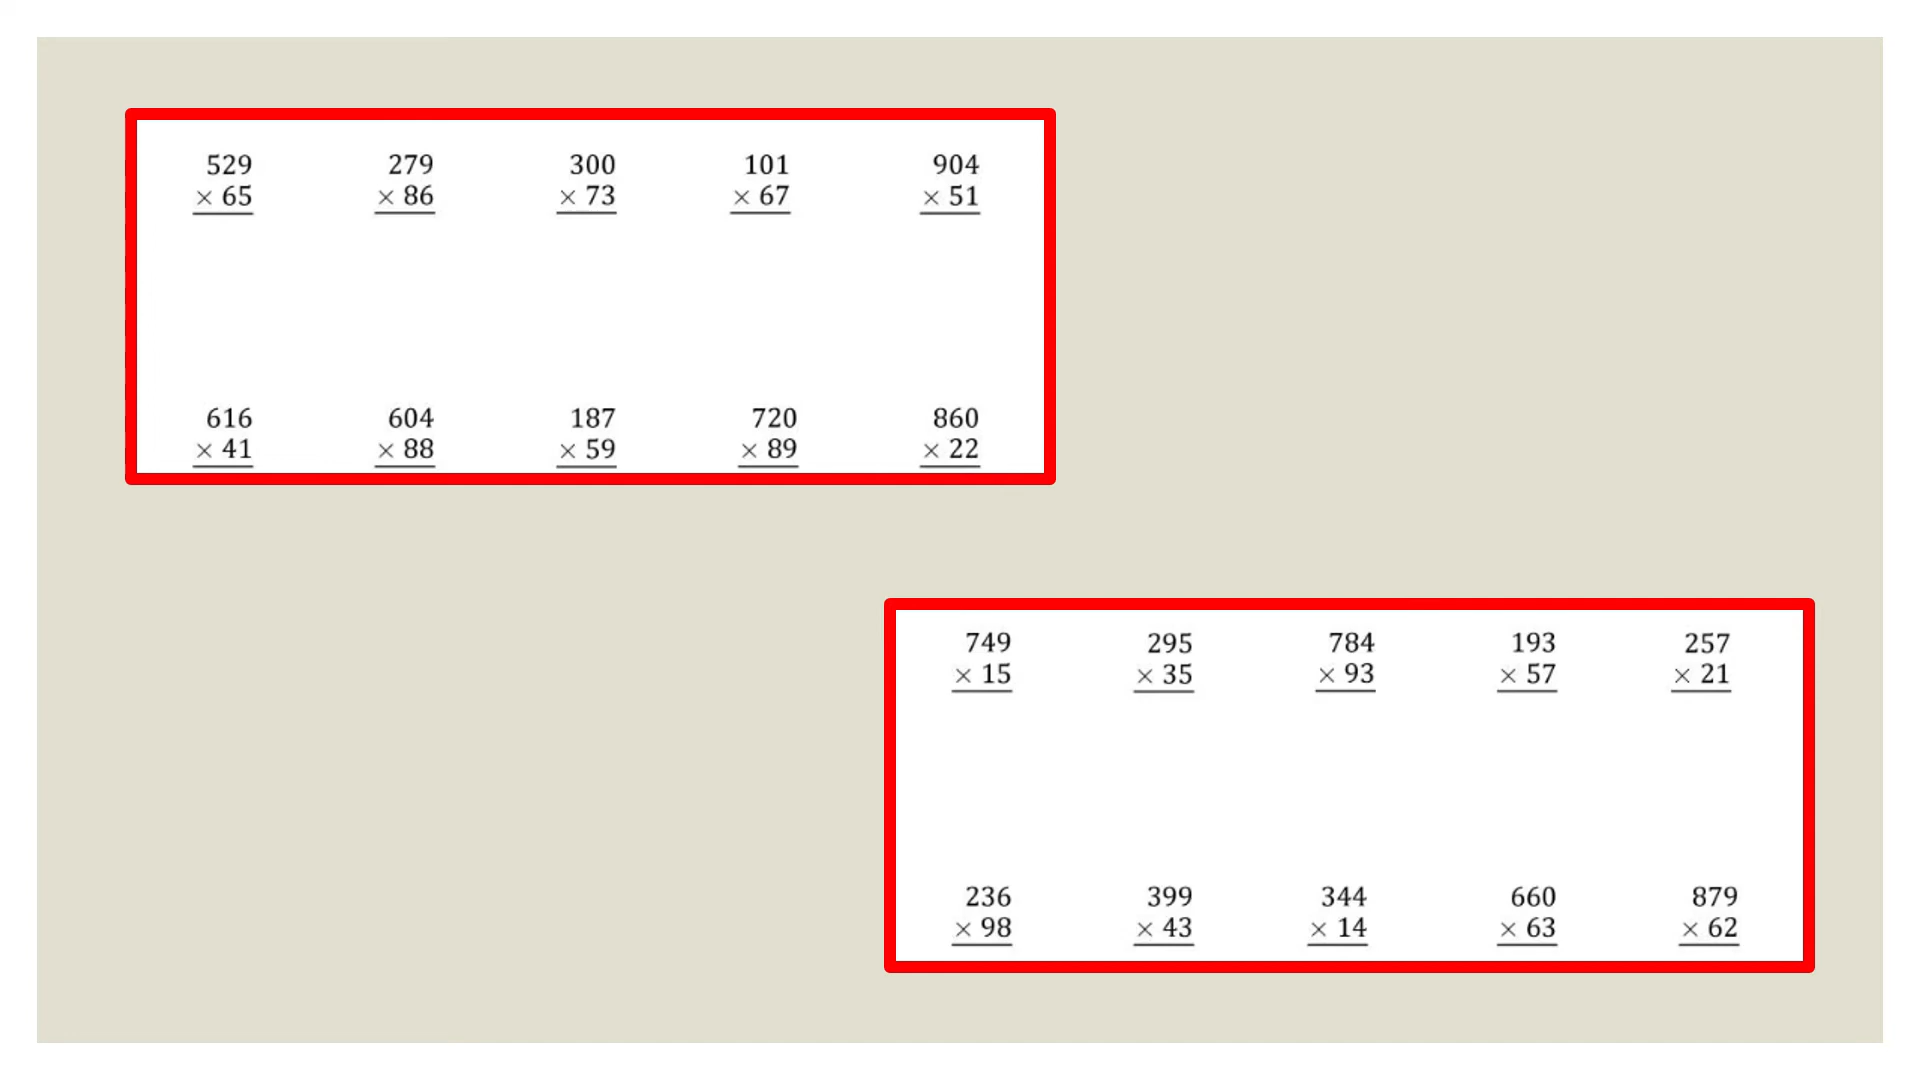 529 279 300 101 904
× 65 × 86 × 73 × 67 × 51
616 604 187 720 860
× 41 × 88 × 59 × 89 × 22
749 295 784 193 257
× 15 × 35 × 93 × 57 × 21
236 399 344 660 879
× 98 × 43 × 14 × 63 × 62